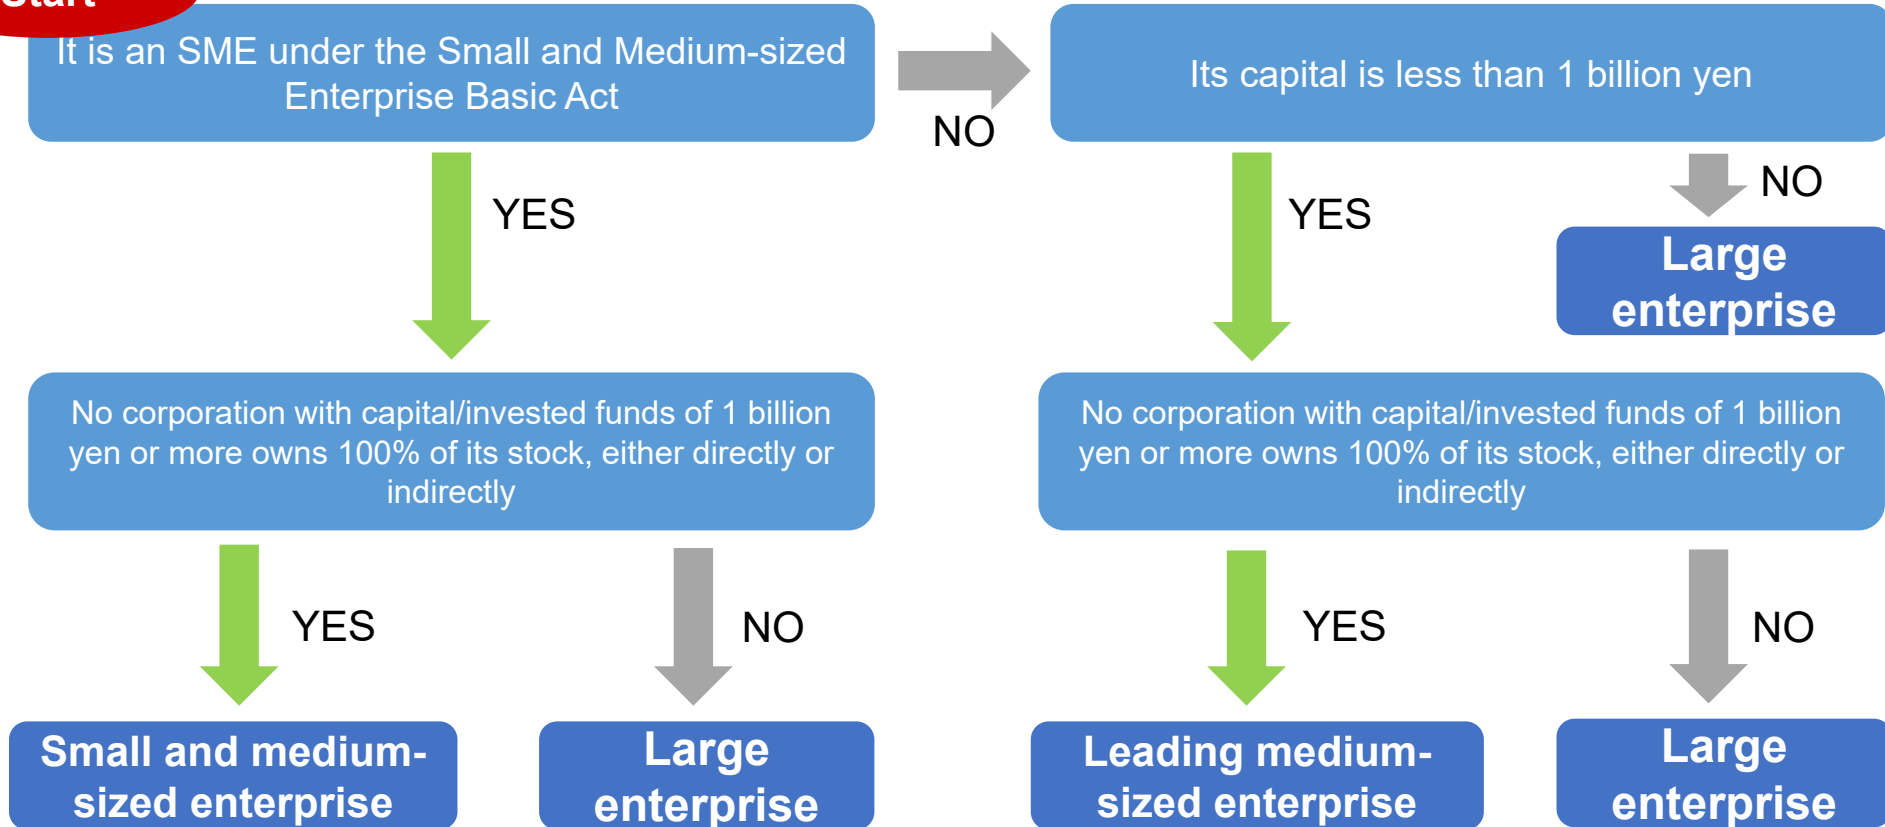 Start
It is an SME under the Small and Medium-sized
Enterprise Basic Act
NO
Its capital is less than 1 billion yen
YES
YES
NO
Large
enterprise
No corporation with capital/invested funds of 1 billion
yen or more owns 100% of its stock, either directly or
indirectly
No corporation with capital/invested funds of 1 billion
yen or more owns 100% of its stock, either directly or
indirectly
YES
NO
YES
NO
Small and medium-
sized enterprise
Large
enterprise
Leading medium-
sized enterprise
Large
enterprise